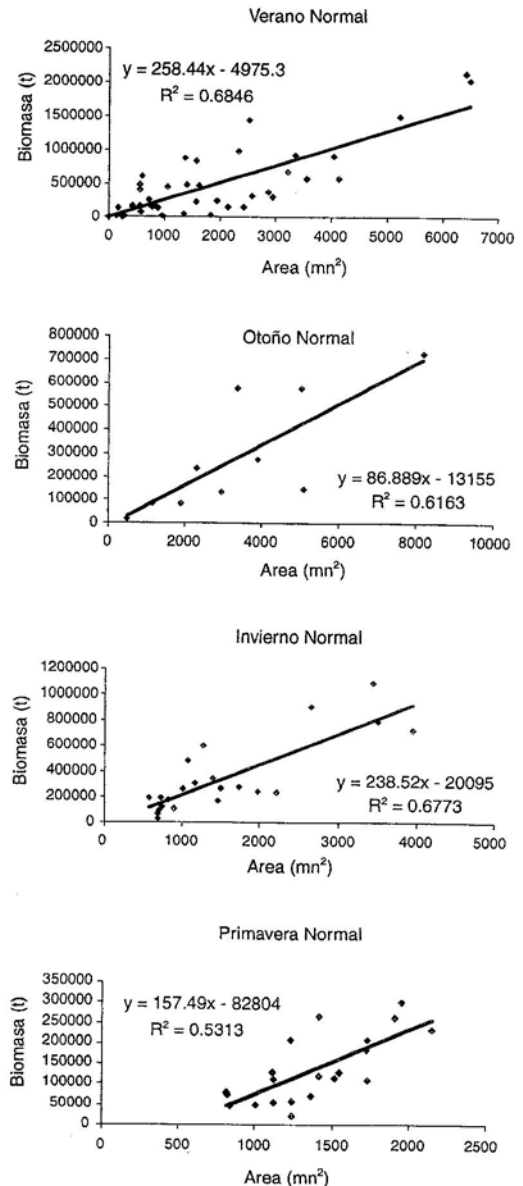 Verano Normal
2500000
2000000
1500000
1000000
500000
0
y = 258.44x - 4975.3
R² = 0.6846
Biomasa (t)
0 1000 2000 3000 4000 5000 6000 7000
Area (mn²)
Otoño Normal
800000
700000
600000
500000
400000
300000
200000
100000
0
y = 86.889x - 13155
R² = 0.6163
Biomasa (t)
0 2000 4000 6000 8000 10000
Area (mn²)
Invierno Normal
1200000
1000000
800000
600000
400000
200000
0
y = 238.52x - 20095
R² = 0.6773
Biomasa (t)
0 1000 2000 3000 4000 5000
Area (mn²)
Primavera Normal
350000
300000
250000
200000
150000
100000
50000
0
y = 157.49x - 82804
R² = 0.5313
Biomasa (t)
0 500 1000 1500 2000 2500
Area (mn²)